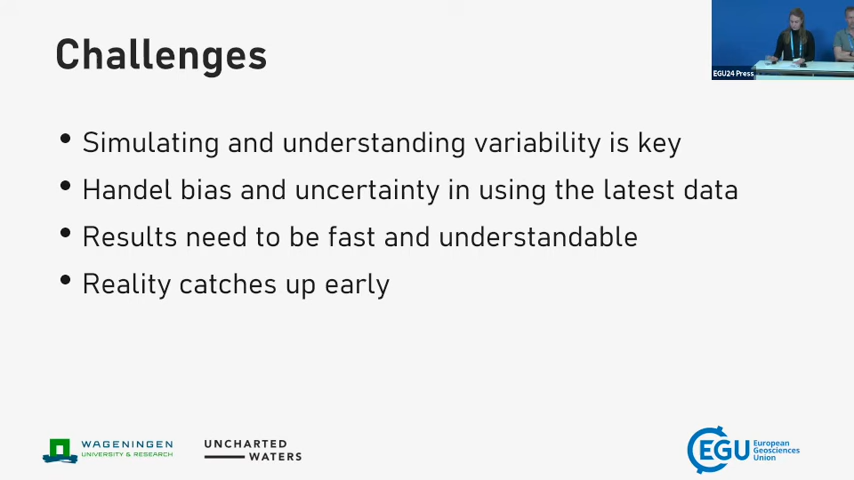 Challenges
EGU24 Press
• Simulating and understanding variability is key
• Handel bias and uncertainty in using the latest data
• Results need to be fast and understandable
• Reality catches up early
WAGENINGEN
UNIVERSITY & RESEARCH
UNCHARTED
WATERS
EGU
European
Geosciences
Union